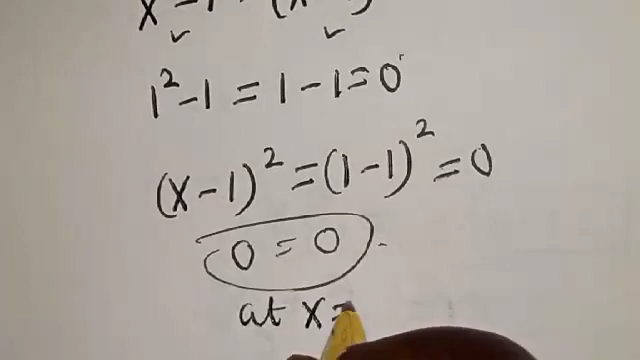 1² - 1 = 1 - 1 = 0
(x - 1)² = (1 - 1)² = 0
0 = 0
at x =